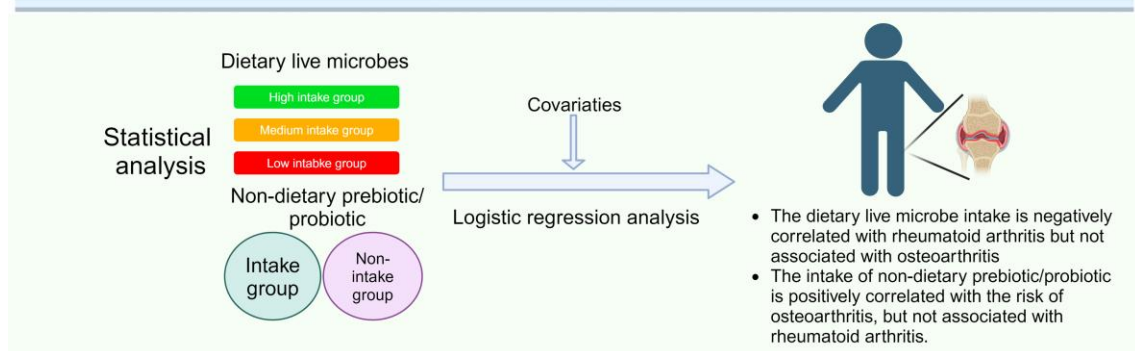 Dietary live microbes
High intake group
Medium intake group
Low intabke group
Statistical
analysis
Non-dietary prebiotic/
probiotic
Intake
group
Non-
intake
group
Covariaties
Logistic regression analysis
• The dietary live microbe intake is negatively
correlated with rheumatoid arthritis but not
associated with osteoarthritis
• The intake of non-dietary prebiotic/probiotic
is positively correlated with the risk of
osteoarthritis, but not associated with
rheumatoid arthritis.